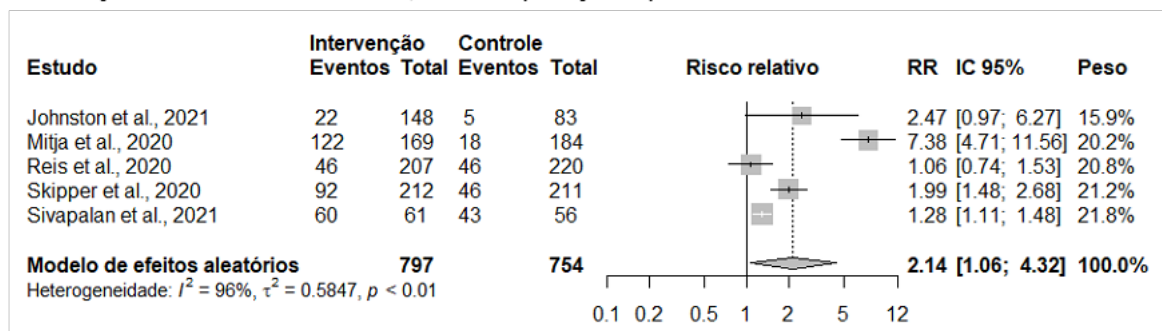 Intervenção Controle
Estudo Eventos Total Eventos Total Risco relativo RR IC 95% Peso
Johnston et al., 2021 22 148 5 83 2.47 [0.97; 6.27] 15.9%
Mitja et al., 2020 122 169 18 184 7.38 [4.71; 11.56] 20.2%
Reis et al., 2020 46 207 46 220 1.06 [0.74; 1.53] 20.8%
Skipper et al., 2020 92 212 46 211 1.99 [1.48; 2.68] 21.2%
Sivapalan et al., 2021 60 61 43 56 1.28 [1.11; 1.48] 21.8%
Modelo de efeitos aleatórios 797 754 2.14 [1.06; 4.32] 100.0%
Heterogeneidade: I² = 96%, τ² = 0.5847, p < 0.01
0.1 0.2 0.5 1 2 5 12